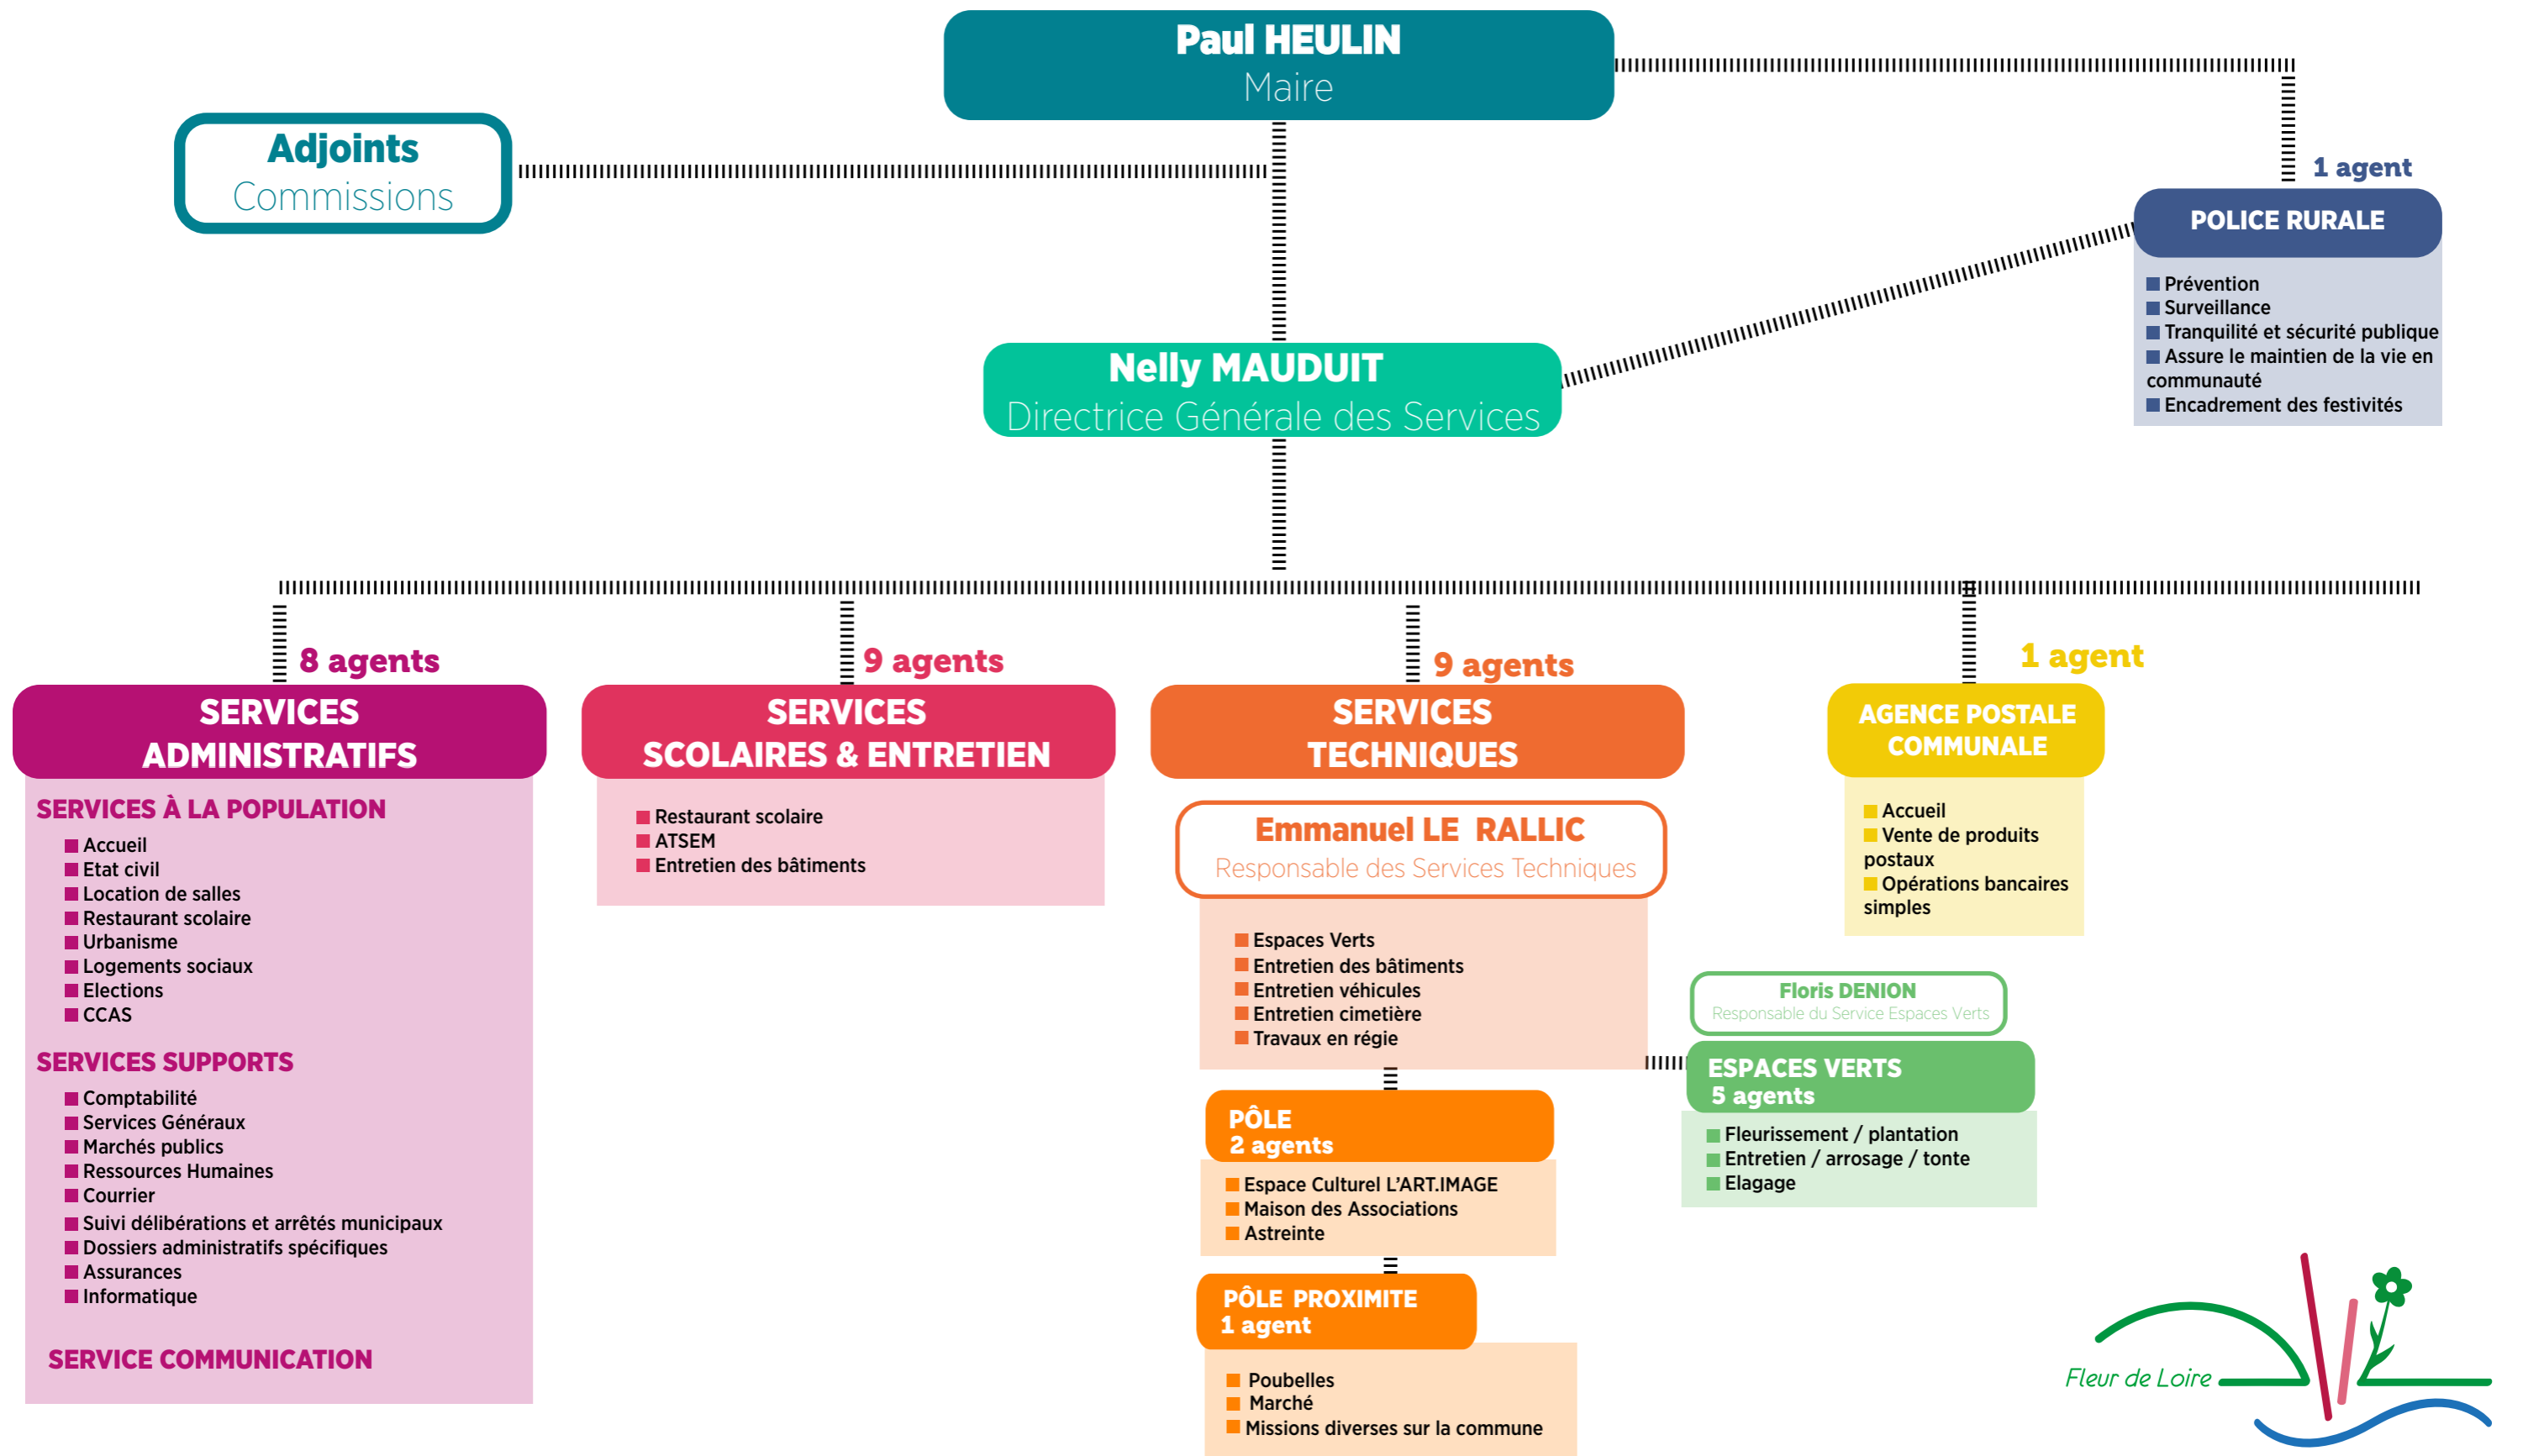 Paul HEULIN
Maire
Adjoints
Commissions
1 agent
POLICE RURALE
Prévention
Surveillance
Tranquilité et sécurité publique
Assure le maintien de la vie en
communauté
Encadrement des festivités
Nelly MAUDUIT
Directrice Générale des Services
8 agents
SERVICES
ADMINISTRATIFS
SERVICES À LA POPULATION
Accueil
Etat civil
Location de salles
Restaurant scolaire
Urbanisme
Logements sociaux
Elections
CCAS
SERVICES SUPPORTS
Comptabilité
Services Généraux
Marchés publics
Ressources Humaines
Courrier
Suivi délibérations et arrêtés municipaux
Dossiers administratifs spécifiques
Assurances
Informatique
SERVICE COMMUNICATION
9 agents
SERVICES
SCOLAIRES & ENTRETIEN
Restaurant scolaire
ATSEM
Entretien des bâtiments
9 agents
SERVICES
TECHNIQUES
Emmanuel LE RALLIC
Responsable des Services Techniques
Espaces Verts
Entretien des bâtiments
Entretien véhicules
Entretien cimetière
Travaux en régie
PÔLE
2 agents
Espace Culturel L'ART.IMAGE
Maison des Associations
Astreinte
PÔLE PROXIMITE
1 agent
Poubelles
Marché
Missions diverses sur la commune
1 agent
AGENCE POSTALE
COMMUNALE
Accueil
Vente de produits
postaux
Opérations bancaires
simples
Floris DENION
Responsable du Service Espaces Verts
ESPACES VERTS
5 agents
Fleurissement / plantation
Entretien / arrosage / tonte
Elagage
Fleur de Loire